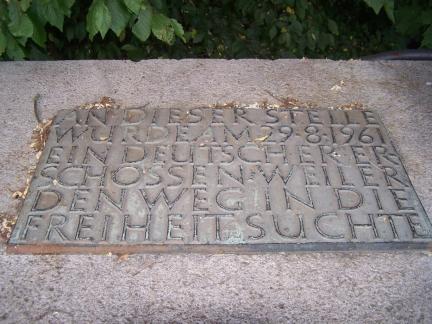 AN DIESER STELLE
WURDE AM 29·8·1961
EIN DEUTSCHER ER
SCHOSSEN WEIL ER
DEN WEG IN DIE
FREIHEIT SUCHTE